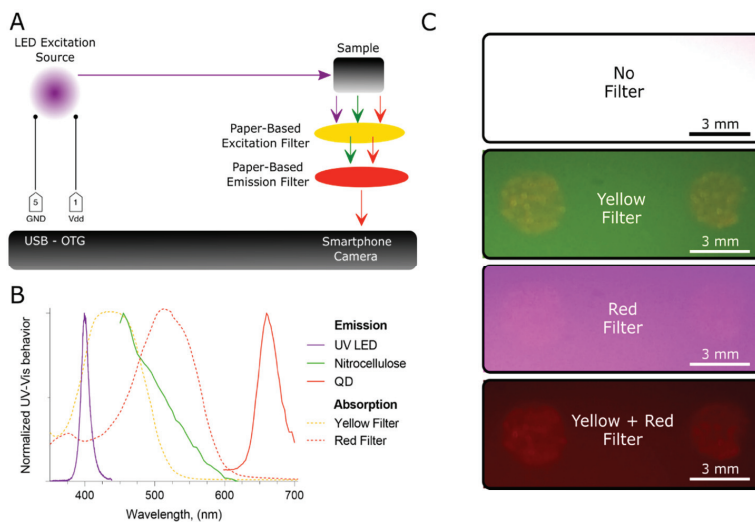 A
LED Excitation
Source
Sample
Paper-Based
Excitation Filter
Paper-Based
Emission Filter
5
GND
1
Vdd
USB - OTG
Smartphone
Camera
B
Normalized UV-Vis behavior
400
500
600
700
Wavelength, (nm)
Emission
UV LED
Nitrocellulose
QD
Absorption
Yellow Filter
Red Filter
C
No
Filter
3 mm
Yellow
Filter
3 mm
Red
Filter
3 mm
Yellow + Red
Filter
3 mm